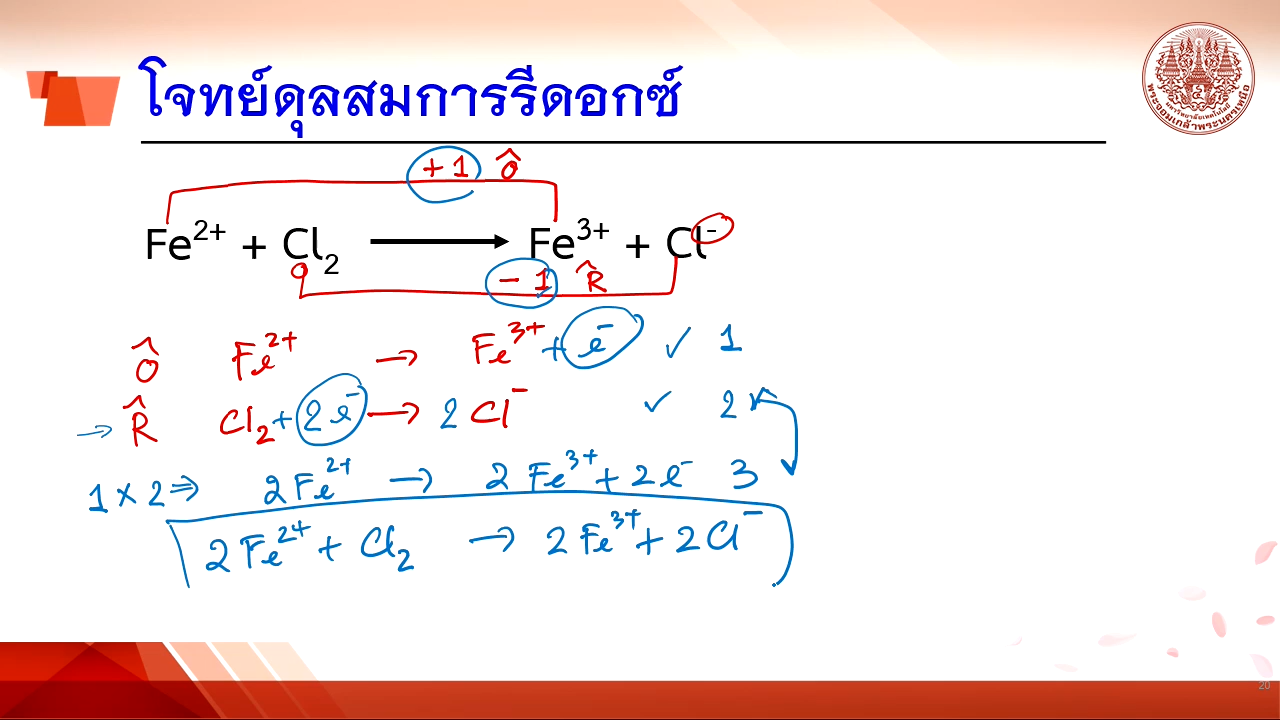 โจทย์ดุลสมการรีดอกซ์
+1 Ô
Fe²⁺ + Cl₂ ⟶ Fe³⁺ + Cl⁻
0 -1 R̂
Ô Fe²⁺ → Fe³⁺ + e⁻ ✓ 1
→ R̂ Cl₂ + 2e⁻ → 2Cl⁻ ✓ 2
1 × 2 ⇒ 2Fe²⁺ → 2Fe³⁺ + 2e⁻ 3
2Fe²⁺ + Cl₂ → 2Fe³⁺ + 2Cl⁻
20